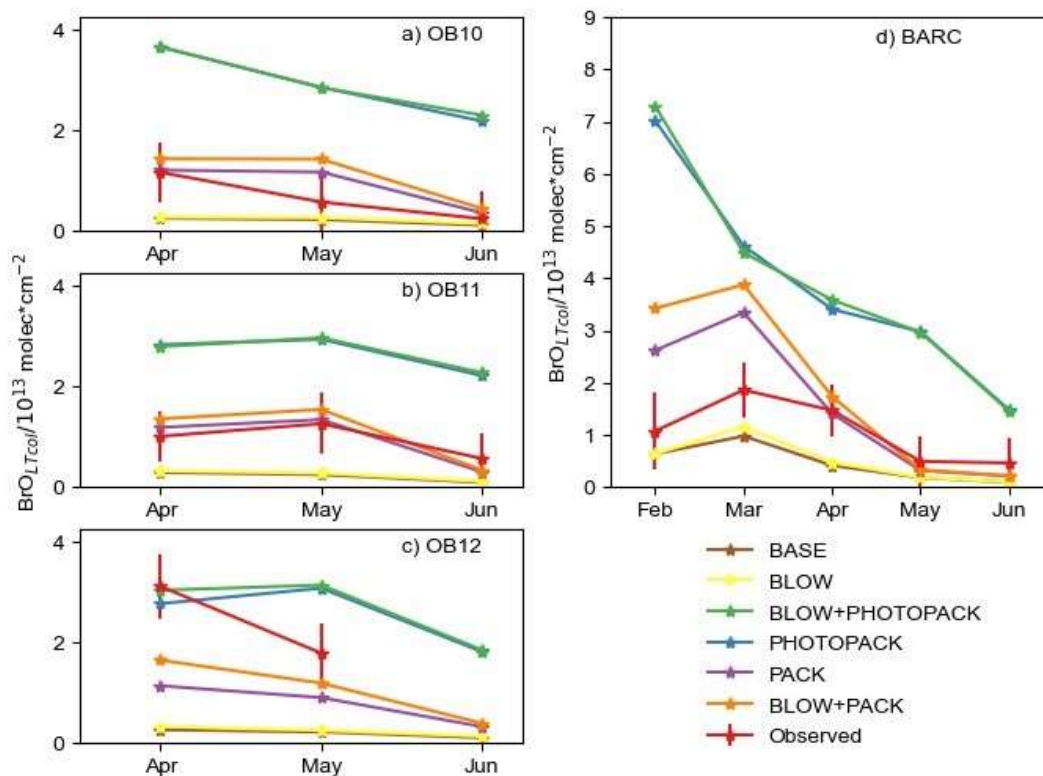 4
2
0
a) OB10
Apr May Jun
4
2
0
b) OB11
Apr May Jun
4
2
0
c) OB12
Apr May Jun
BrO_{LTcol}/10^{13} molec*cm^{−2}
9
8
7
6
5
4
3
2
1
0
d) BARC
Feb Mar Apr May Jun
BrO_{LTcol}/10^{13} molec*cm^{−2}
BASE
BLOW
BLOW+PHOTOPACK
PHOTOPACK
PACK
BLOW+PACK
Observed